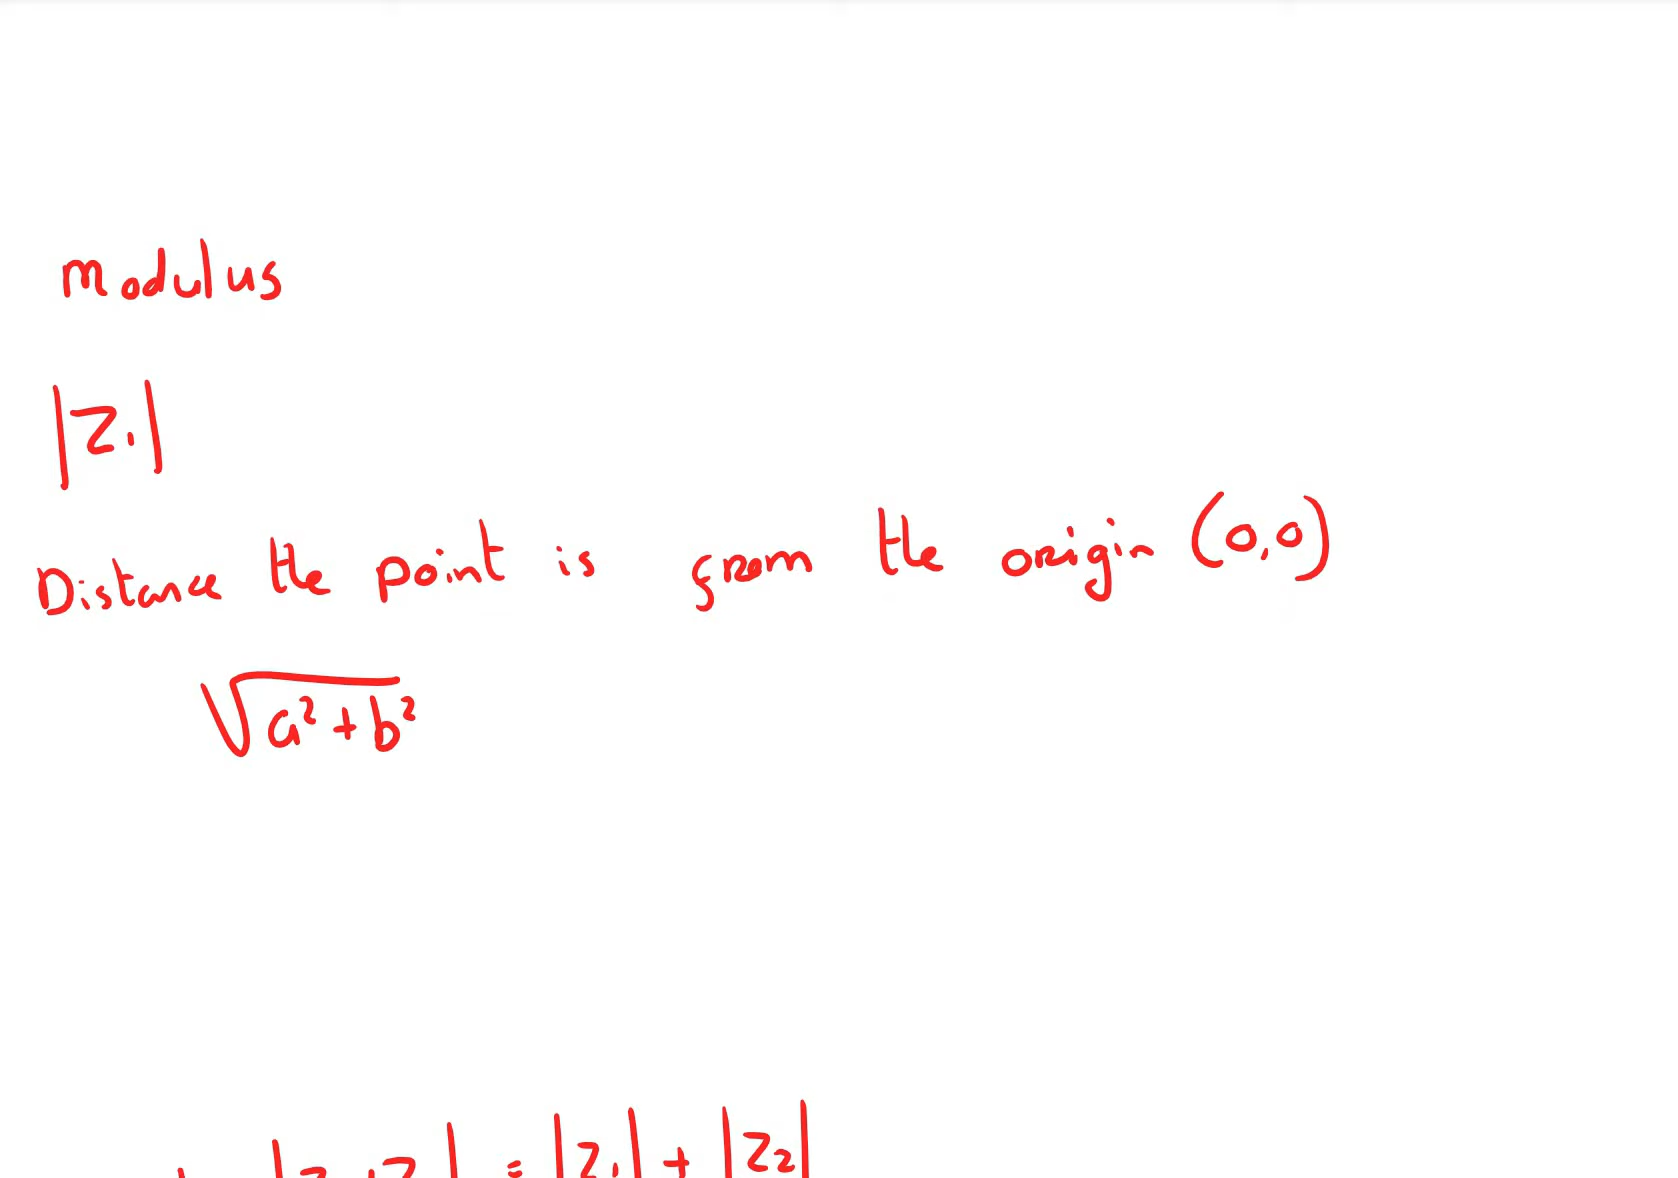 modulus
|z₁|
Distance the point is from the origin (0,0)
√a² + b²
= |z₁| + |z₂|